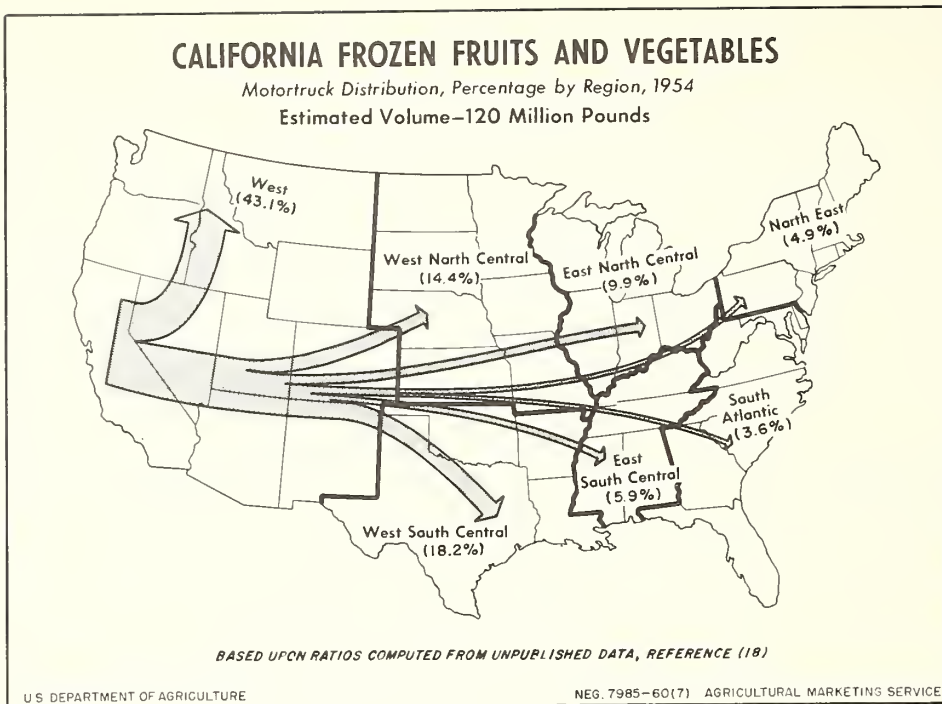 CALIFORNIA FROZEN FRUITS AND VEGETABLES
Motortruck Distribution, Percentage by Region, 1954
Estimated Volume—120 Million Pounds
West
(43.1%)
North East
(4.9%)
West North Central
(14.4%)
East North Central
(9.9%)
South
Atlantic
(3.6%)
East
South Central
(5.9%)
West South Central
(18.2%)
BASED UPON RATIOS COMPUTED FROM UNPUBLISHED DATA, REFERENCE (18)
U S DEPARTMENT OF AGRICULTURE
NEG. 7985-60(7) AGRICULTURAL MARKETING SERVICE